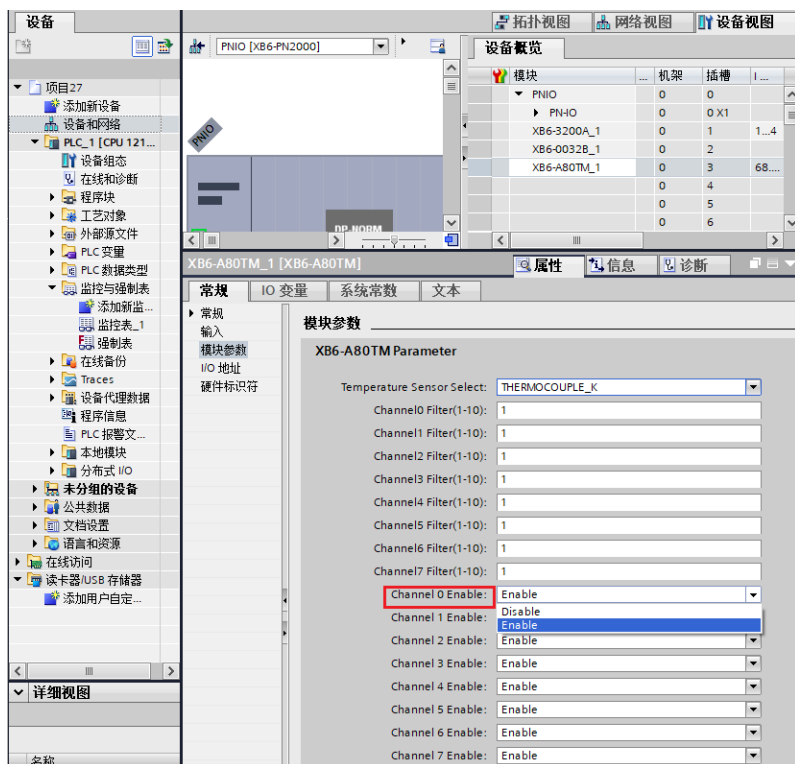 设备
项目27
添加新设备
设备和网络
PLC_1 [CPU 121...
设备组态
在线和诊断
程序块
工艺对象
外部源文件
PLC 变量
PLC 数据类型
监控与强制表
添加新监...
监控表_1
强制表
在线备份
Traces
设备代理数据
程序信息
PLC 报警文...
本地模块
分布式 I/O
未分组的设备
公共数据
文档设置
语言和资源
在线访问
读卡器/USB 存储器
添加用户自定...
详细视图
名称
拓扑视图 网络视图 设备视图
PNIO [XB6-PN2000]
PNIO
DP-NORM
设备概览
模块 ... 机架 插槽 I ...
PNIO 0 0
PN-IO 0 0 X1
XB6-3200A_1 0 1 1...4
XB6-0032B_1 0 2
XB6-A80TM_1 0 3 68....
0 4
0 5
0 6
XB6-A80TM_1 [XB6-A80TM]
属性 信息 诊断
常规 IO 变量 系统常数 文本
常规
输入
模块参数
I/O 地址
硬件标识符
模块参数
XB6-A80TM Parameter
Temperature Sensor Select: THERMOCOUPLE_K
Channel0 Filter(1-10): 1
Channel1 Filter(1-10): 1
Channel2 Filter(1-10): 1
Channel3 Filter(1-10): 1
Channel4 Filter(1-10): 1
Channel5 Filter(1-10): 1
Channel6 Filter(1-10): 1
Channel7 Filter(1-10): 1
Channel 0 Enable: Enable
Disable
Channel 1 Enable: Enable
Channel 2 Enable: Enable
Channel 3 Enable: Enable
Channel 4 Enable: Enable
Channel 5 Enable: Enable
Channel 6 Enable: Enable
Channel 7 Enable: Enable